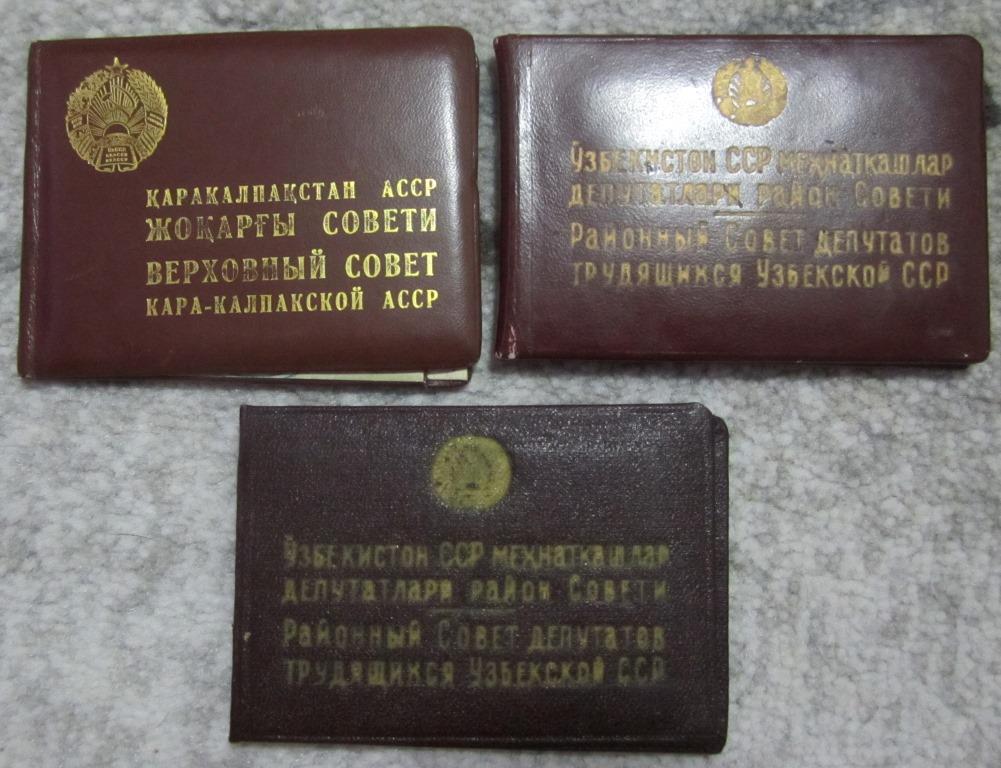 ҚАРАҚАЛПАҚСТАН АССР
ЖОҚАРҒЫ СОВЕТИ
ВЕРХОВНЫЙ СОВЕТ
КАРА-КАЛПАКСКОЙ АССР
Ўзбекистон ССР меҳнаткашлар
депутатлари район Совети
Районный Совет депутатов
трудящихся Узбекской ССР
Ўзбекистон ССР меҳнаткашлар
депутатлари район Совети
Районный Совет депутатов
трудящихся Узбекской ССР